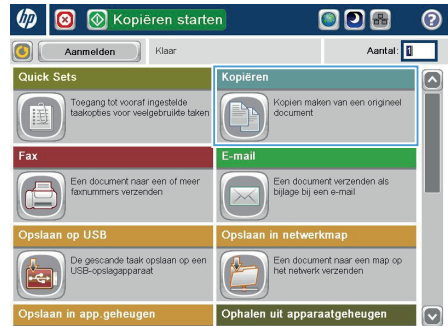 hp Kopiëren starten ?
Aanmelden Klaar Aantal: 1
Quick Sets
Toegang tot vooraf ingestelde
taakopties voor veelgebruikte taken
Kopiëren
Kopien maken van een origineel
document
Fax
Een document naar een of meer
faxnummers verzenden
E-mail
Een document verzenden als
bijlage bij een e-mail
Opslaan op USB
De gescande taak opslaan op een
USB-opslagapparaat
Opslaan in netwerkmap
Een document naar een map op
het netwerk verzenden
Opslaan in app.geheugen
Ophalen uit apparaatgeheugen